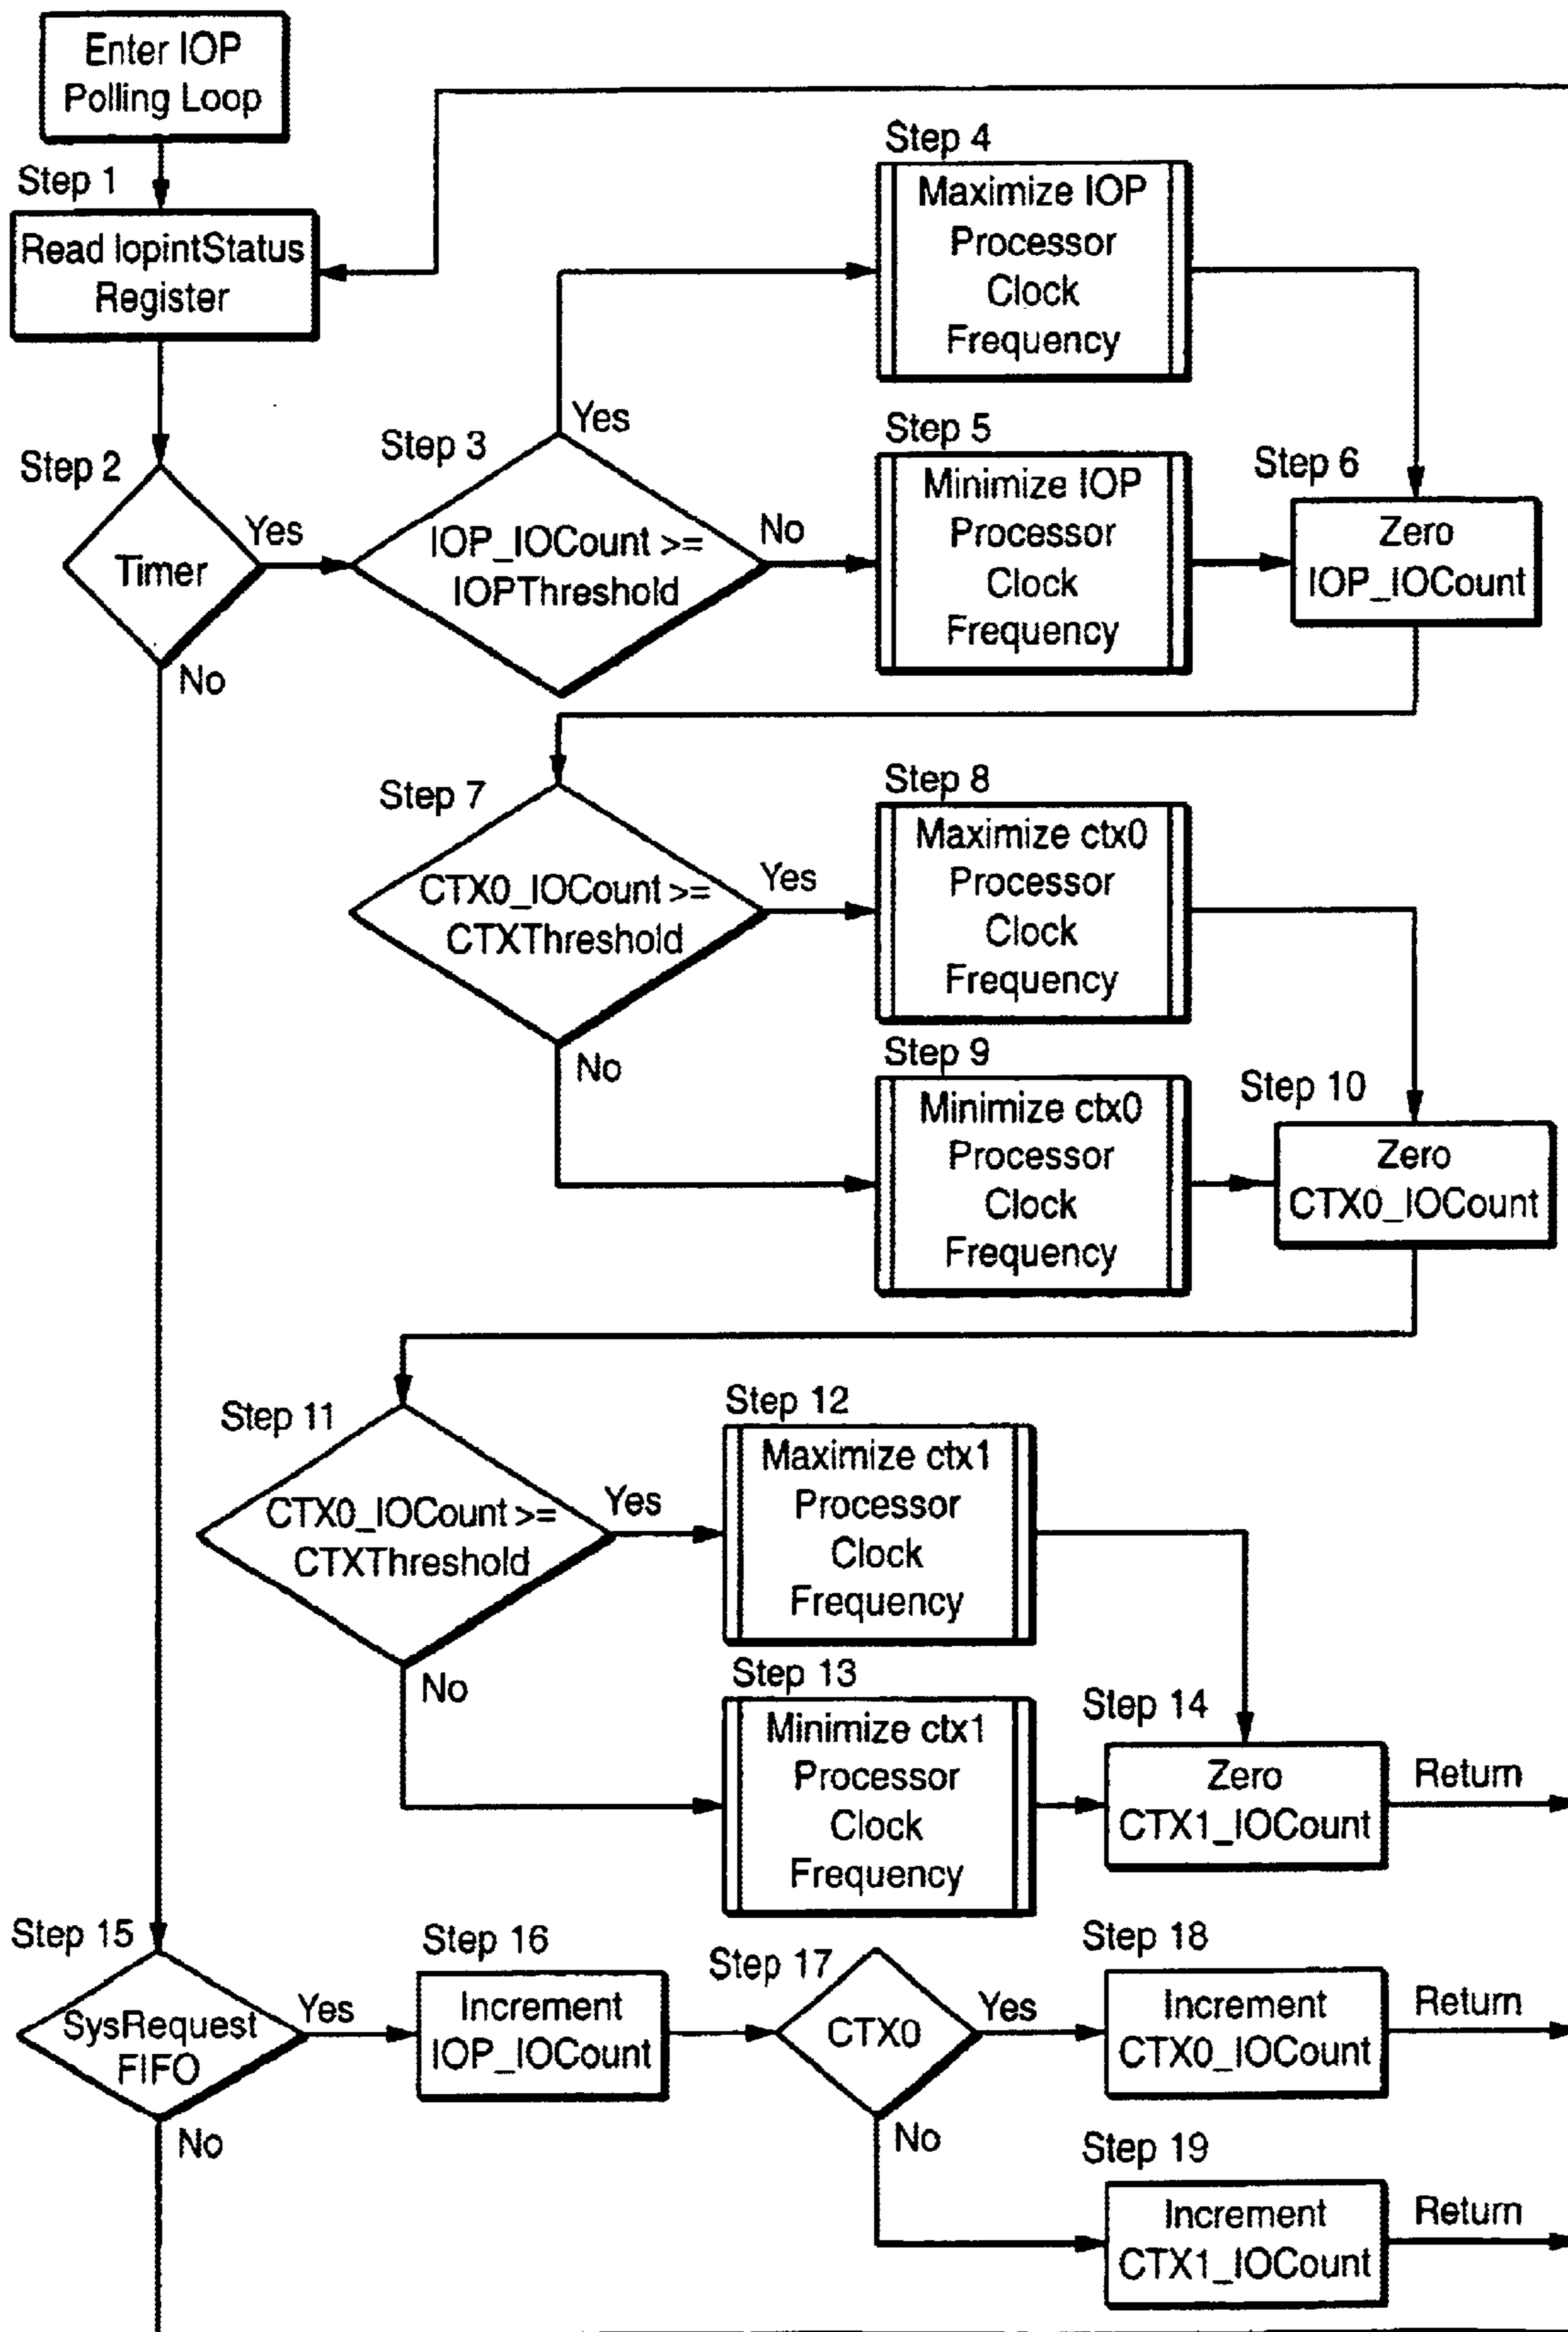 Enter IOP
Polling Loop
Step 1
Read IopintStatus
Register
Step 2
Timer
Yes
No
Step 3
IOP_IOCount >=
IOPThreshold
Yes
No
Step 4
Maximize IOP
Processor
Clock
Frequency
Step 5
Minimize IOP
Processor
Clock
Frequency
Step 6
Zero
IOP_IOCount
Step 7
CTX0_IOCount >=
CTXThreshold
Yes
No
Step 8
Maximize ctx0
Processor
Clock
Frequency
Step 9
Minimize ctx0
Processor
Clock
Frequency
Step 10
Zero
CTX0_IOCount
Step 11
CTX0_IOCount >=
CTXThreshold
Yes
No
Step 12
Maximize ctx1
Processor
Clock
Frequency
Step 13
Minimize ctx1
Processor
Clock
Frequency
Step 14
Zero
CTX1_IOCount
Return
Step 15
SysRequest
FIFO
Yes
No
Step 16
Increment
IOP_IOCount
Step 17
CTX0
Yes
No
Step 18
Increment
CTX0_IOCount
Return
Step 19
Increment
CTX1_IOCount
Return